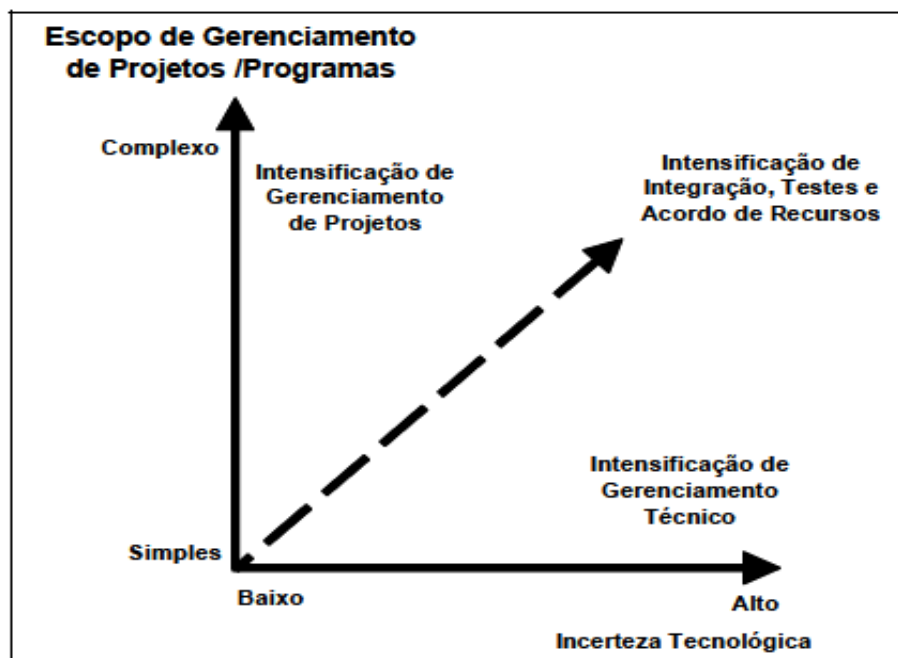 Escopo de Gerenciamento
de Projetos /Programas
Complexo
Intensificação de
Gerenciamento
de Projetos
Intensificação de
Integração, Testes e
Acordo de Recursos
Intensificação de
Gerenciamento
Técnico
Simples
Baixo
Alto
Incerteza Tecnológica